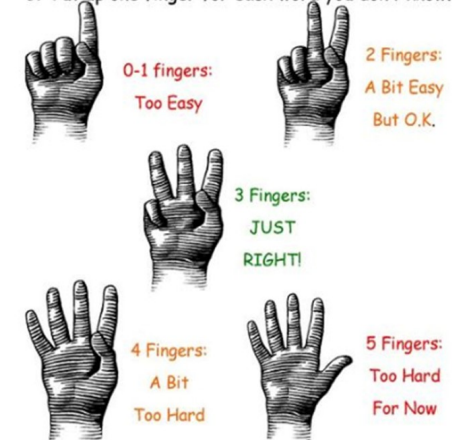 0-1 fingers:
Too Easy
2 Fingers:
A Bit Easy
But O.K.
3 Fingers:
JUST
RIGHT!
4 Fingers:
A Bit
Too Hard
5 Fingers:
Too Hard
For Now